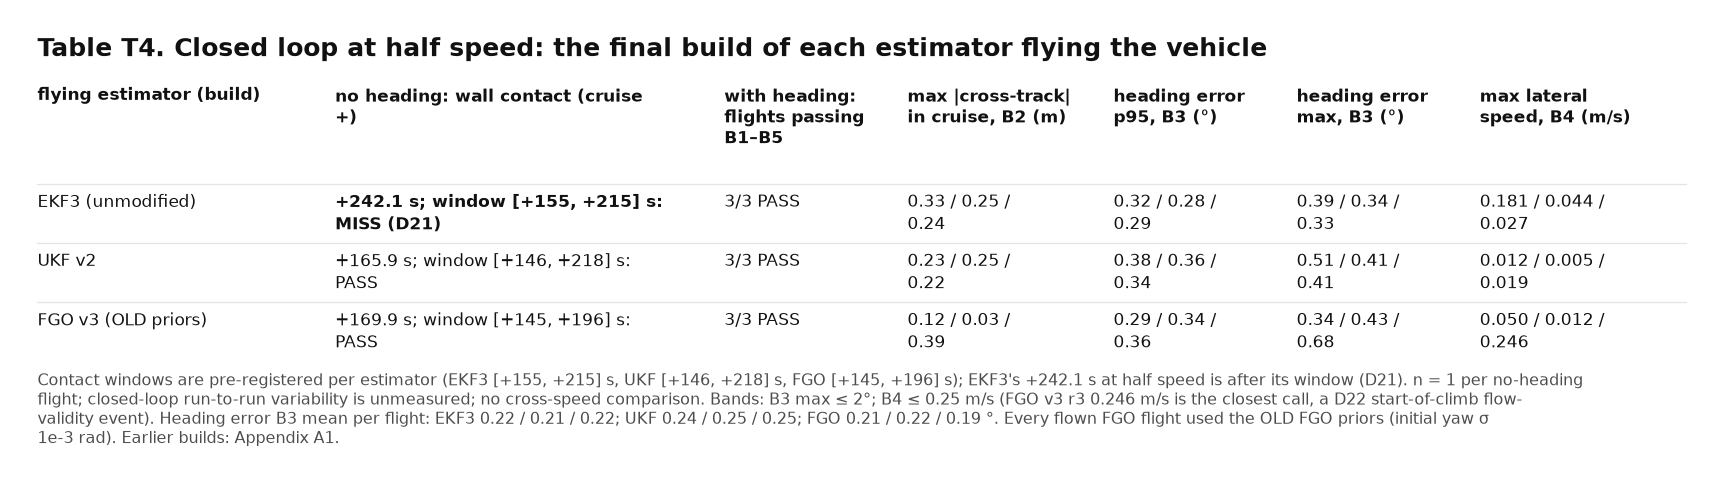 Table T4. Closed loop at half speed: the final build of each estimator flying the vehicle
flying estimator (build)
no heading: wall contact (cruise
+)
with heading:
flights passing
B1–B5
max |cross-track|
in cruise, B2 (m)
heading error
p95, B3 (°)
heading error
max, B3 (°)
max lateral
speed, B4 (m/s)
EKF3 (unmodified)
+242.1 s; window [+155, +215] s:
MISS (D21)
3/3 PASS
0.33 / 0.25 /
0.24
0.32 / 0.28 /
0.29
0.39 / 0.34 /
0.33
0.181 / 0.044 /
0.027
UKF v2
+165.9 s; window [+146, +218] s:
PASS
3/3 PASS
0.23 / 0.25 /
0.22
0.38 / 0.36 /
0.34
0.51 / 0.41 /
0.41
0.012 / 0.005 /
0.019
FGO v3 (OLD priors)
+169.9 s; window [+145, +196] s:
PASS
3/3 PASS
0.12 / 0.03 /
0.39
0.29 / 0.34 /
0.36
0.34 / 0.43 /
0.68
0.050 / 0.012 /
0.246
Contact windows are pre-registered per estimator (EKF3 [+155, +215] s, UKF [+146, +218] s, FGO [+145, +196] s); EKF3's +242.1 s at half speed is after its window (D21). n = 1 per no-heading
flight; closed-loop run-to-run variability is unmeasured; no cross-speed comparison. Bands: B3 max ≤ 2°; B4 ≤ 0.25 m/s (FGO v3 r3 0.246 m/s is the closest call, a D22 start-of-climb flow-
validity event). Heading error B3 mean per flight: EKF3 0.22 / 0.21 / 0.22; UKF 0.24 / 0.25 / 0.25; FGO 0.21 / 0.22 / 0.19 °. Every flown FGO flight used the OLD FGO priors (initial yaw σ
1e-3 rad). Earlier builds: Appendix A1.